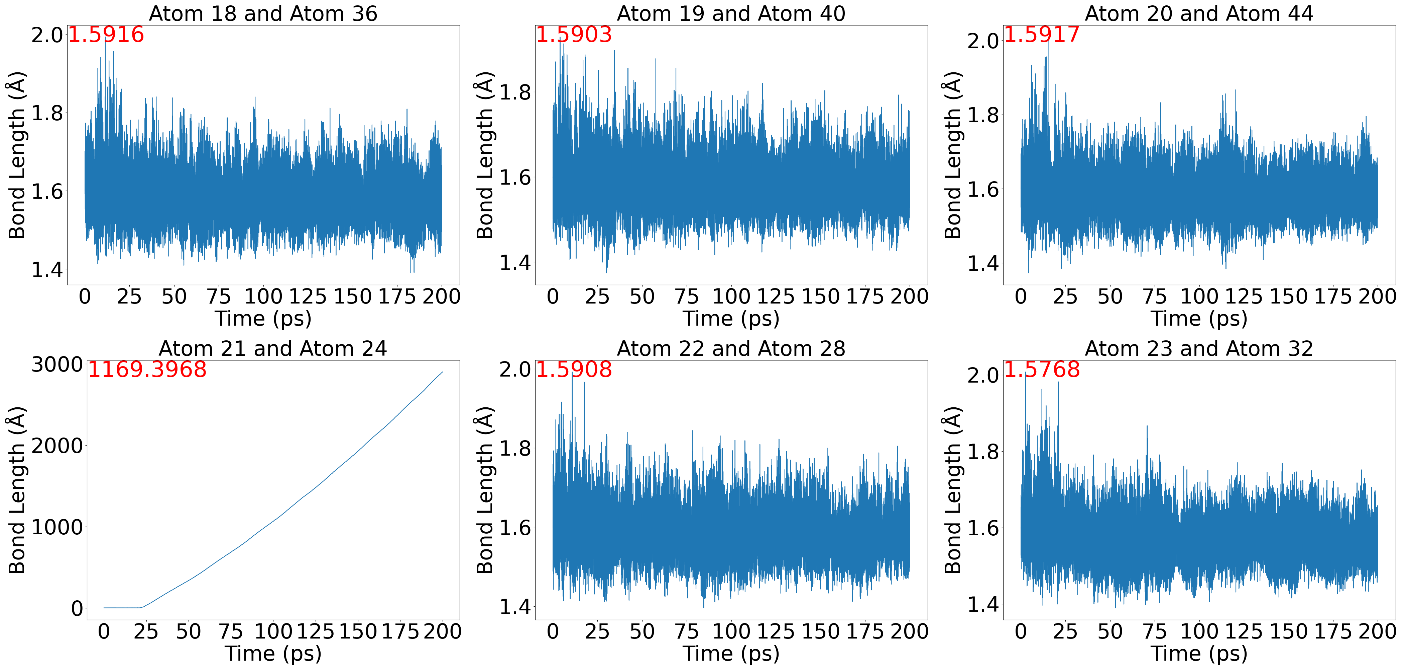 Atom 18 and Atom 36
1.5916
2.0
1.8
1.6
1.4
Bond Length (Å)
0 25 50 75 100 125 150 175 200
Time (ps)
Atom 19 and Atom 40
1.5903
1.8
1.6
1.4
Bond Length (Å)
0 25 50 75 100 125 150 175 200
Time (ps)
Atom 20 and Atom 44
1.5917
2.0
1.8
1.6
1.4
Bond Length (Å)
0 25 50 75 100 125 150 175 200
Time (ps)
Atom 21 and Atom 24
1169.3968
3000
2000
1000
0
Bond Length (Å)
0 25 50 75 100 125 150 175 200
Time (ps)
Atom 22 and Atom 28
1.5908
2.0
1.8
1.6
1.4
Bond Length (Å)
0 25 50 75 100 125 150 175 200
Time (ps)
Atom 23 and Atom 32
1.5768
2.0
1.8
1.6
1.4
Bond Length (Å)
0 25 50 75 100 125 150 175 200
Time (ps)